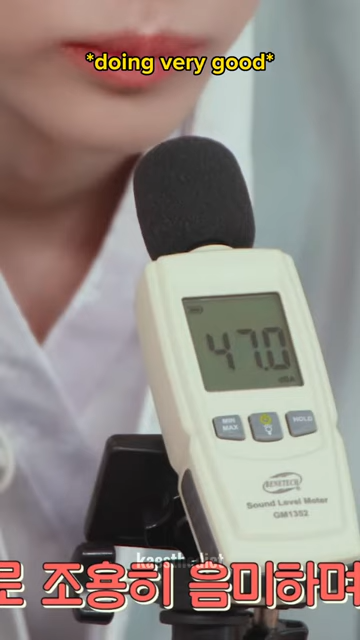 *doing very good*
47.0
dBA
MIN
MAX
HOLD
BENETECH
Sound Level Meter
GM1352
로 조용히 음미하며